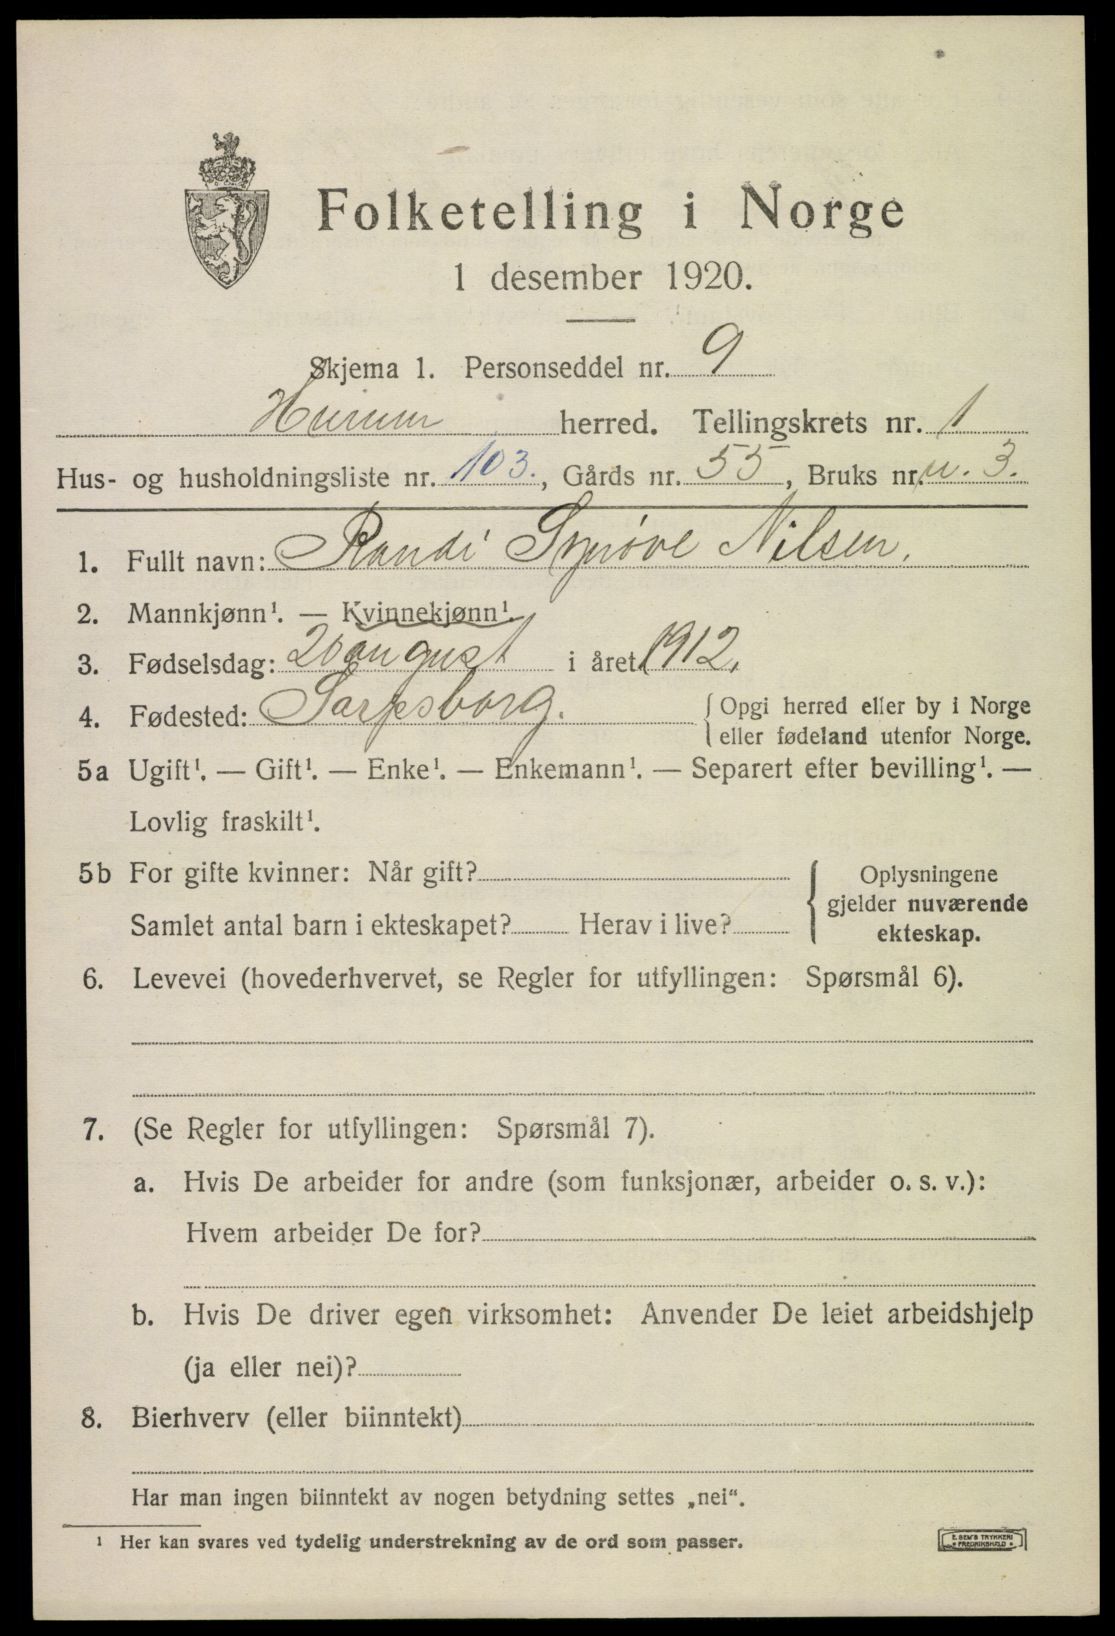 Folketelling i Norge
1 desember 1920.
Skjema 1. Personseddel nr. 9
Hurum herred. Tellingskrets nr. 1
Hus- og husholdningsliste nr. 103., Gårds nr. 55, Bruks nr. u. 3.
1. Fullt navn: Randi Synøve Nilsen.
2. Mannkjønn¹. — Kvinnekjønn¹.
3. Fødselsdag: 20 august i året 1912.
4. Fødested: Sarpsborg. { Opgi herred eller by i Norge
eller fødeland utenfor Norge.
5a Ugift¹. — Gift¹. — Enke¹. — Enkemann¹. — Separert efter bevilling¹. —
Lovlig fraskilt¹.
5b For gifte kvinner: Når gift? { Oplysningene
gjelder nuværende
Samlet antal barn i ekteskapet? Herav i live?
ekteskap.
6. Levevei (hovederhvervet, se Regler for utfyllingen: Spørsmål 6).
7. (Se Regler for utfyllingen: Spørsmål 7).
a. Hvis De arbeider for andre (som funksjonær, arbeider o. s. v.):
Hvem arbeider De for?
b. Hvis De driver egen virksomhet: Anvender De leiet arbeidshjelp
(ja eller nei)?
8. Bierhverv (eller biinntekt)
Har man ingen biinntekt av nogen betydning settes „nei".
¹ Her kan svares ved tydelig understrekning av de ord som passer.
E. SEM'S TRYKKERI
FREDRIKSHALD